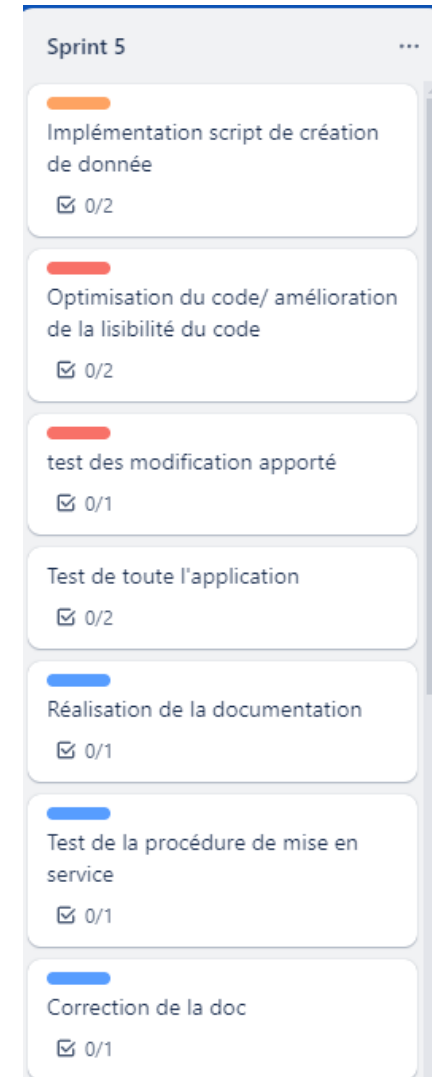 Sprint 5
Implémentation script de création
de donnée
0/2
Optimisation du code/ amélioration
de la lisibilité du code
0/2
test des modification apporté
0/1
Test de toute l'application
0/2
Réalisation de la documentation
0/1
Test de la procédure de mise en
service
0/1
Correction de la doc
0/1